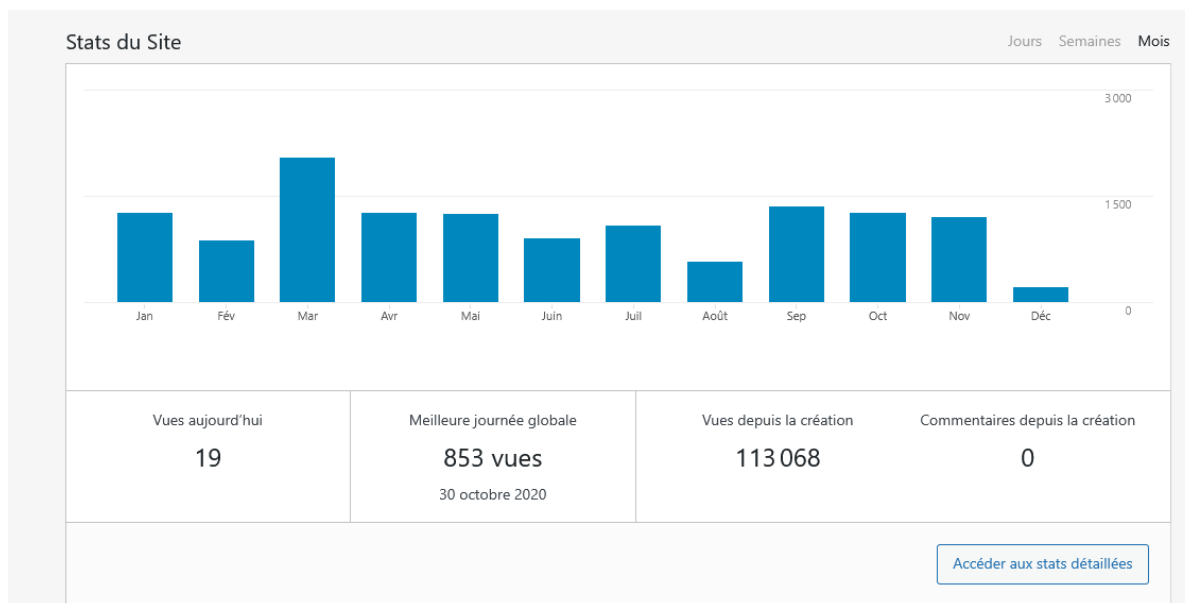 Stats du Site
Jours Semaines Mois
3 000
1 500
0
Jan Fév Mar Avr Mai Juin Juil Août Sep Oct Nov Déc
Vues aujourd'hui
19
Meilleure journée globale
853 vues
30 octobre 2020
Vues depuis la création
113 068
Commentaires depuis la création
0
Accéder aux stats détaillées